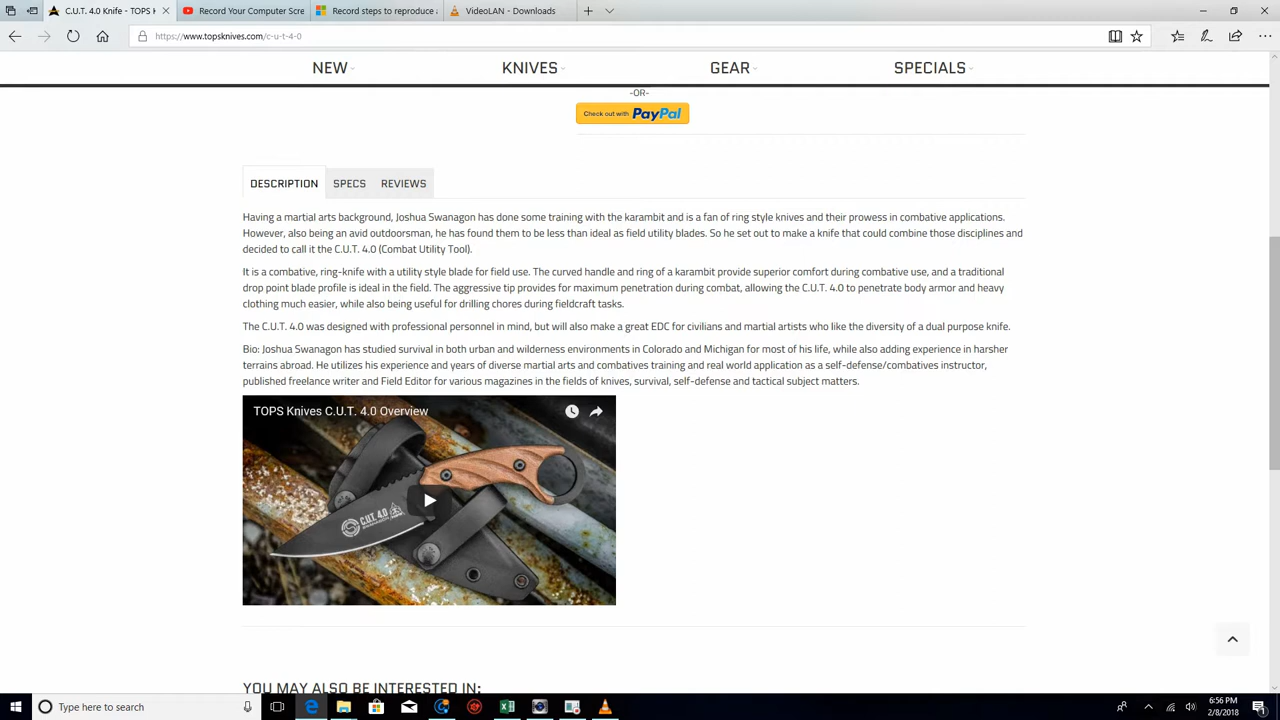 C.U.T. 4.0 Knife - TOPS K
Record Your Computer Scre
Record steps to reproduce a
VideoLAN - Downloads
https://www.topsknives.com/c-u-t-4-0
NEW
KNIVES
GEAR
SPECIALS
-OR-
Check out with PayPal
DESCRIPTION
SPECS
REVIEWS
Having a martial arts background, Joshua Swanagon has done some training with the karambit and is a fan of ring style knives and their prowess in combative applications.
However, also being an avid outdoorsman, he has found them to be less than ideal as field utility blades. So he set out to make a knife that could combine those disciplines and
decided to call it the C.U.T. 4.0 (Combat Utility Tool).
It is a combative, ring-knife with a utility style blade for field use. The curved handle and ring of a karambit provide superior comfort during combative use, and a traditional
drop point blade profile is ideal in the field. The aggressive tip provides for maximum penetration during combat, allowing the C.U.T. 4.0 to penetrate body armor and heavy
clothing much easier, while also being useful for drilling chores during fieldcraft tasks.
The C.U.T. 4.0 was designed with professional personnel in mind, but will also make a great EDC for civilians and martial artists who like the diversity of a dual purpose knife.
Bio: Joshua Swanagon has studied survival in both urban and wilderness environments in Colorado and Michigan for most of his life, while also adding experience in harsher
terrains abroad. He utilizes his experience and years of diverse martial arts and combatives training and real world application as a self-defense/combatives instructor,
published freelance writer and Field Editor for various magazines in the fields of knives, survival, self-defense and tactical subject matters.
TOPS Knives C.U.T. 4.0 Overview
C.U.T. 4.0
YOU MAY ALSO BE INTERESTED IN:
Type here to search
6:56 PM
2/8/2018